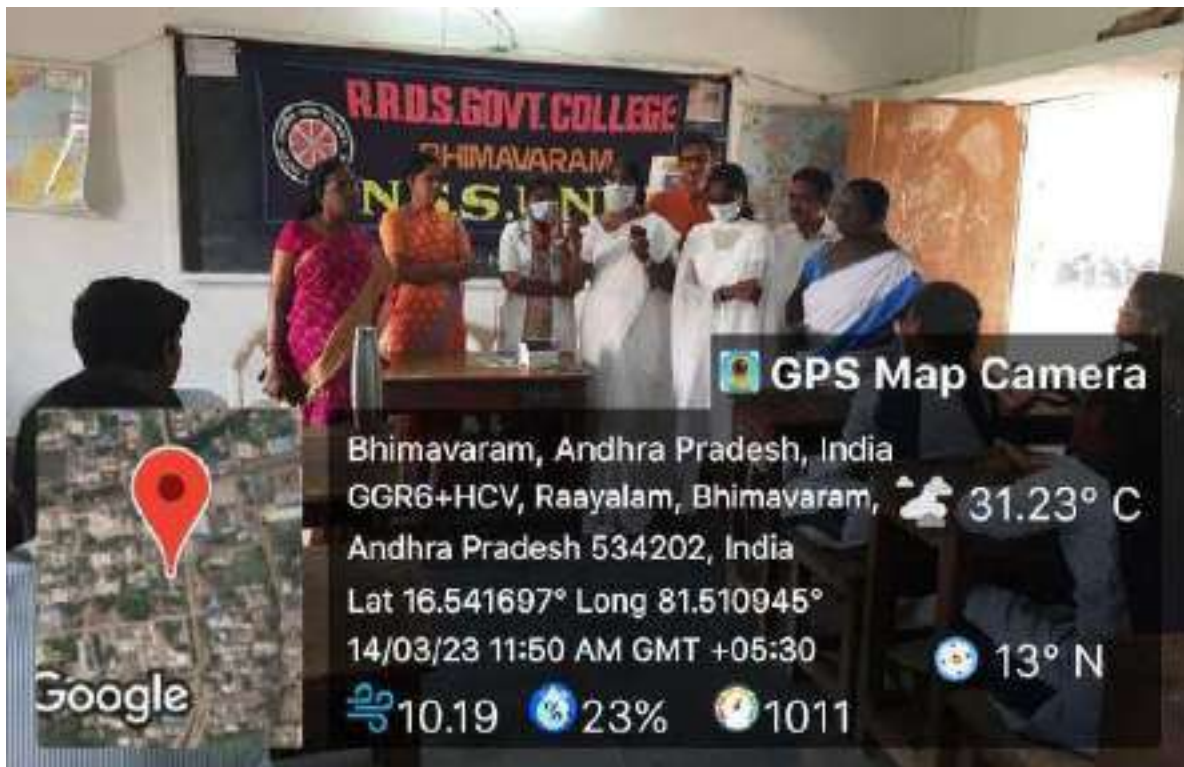 R.R.D.S.GOVT.COLLEGE
BHIMAVARAM
N.S.S.UNI
GPS Map Camera
Bhimavaram, Andhra Pradesh, India
GGR6+HCV, Raayalam, Bhimavaram,
Andhra Pradesh 534202, India
31.23° C
Lat 16.541697° Long 81.510945°
14/03/23 11:50 AM GMT +05:30
13° N
Google
10.19
23%
1011